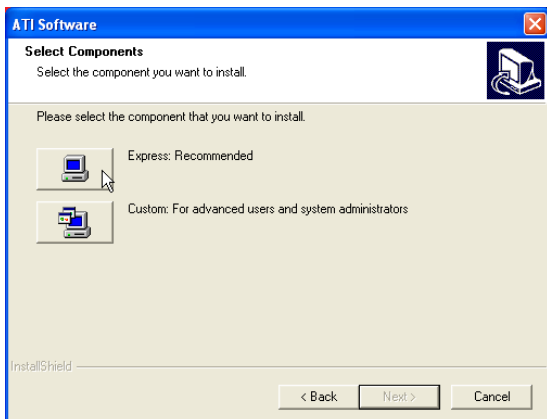 ATI Software
Select Components
Select the component you want to install.
Please select the component that you want to install.
Express: Recommended
Custom: For advanced users and system administrators
InstallShield
< Back
Next >
Cancel